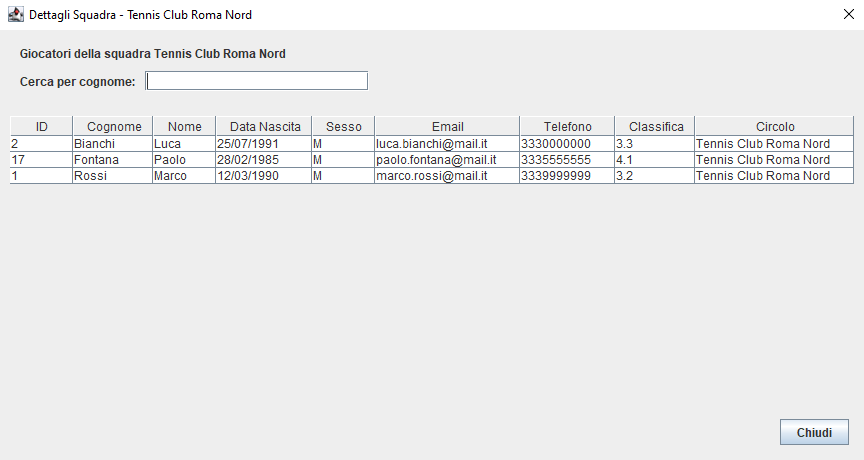 Dettagli Squadra - Tennis Club Roma Nord
Giocatori della squadra Tennis Club Roma Nord
Cerca per cognome:
ID Cognome Nome Data Nascita Sesso Email Telefono Classifica Circolo
2 Bianchi Luca 25/07/1991 M luca.bianchi@mail.it 3330000000 3.3 Tennis Club Roma Nord
17 Fontana Paolo 28/02/1985 M paolo.fontana@mail.it 3335555555 4.1 Tennis Club Roma Nord
1 Rossi Marco 12/03/1990 M marco.rossi@mail.it 3339999999 3.2 Tennis Club Roma Nord
Chiudi